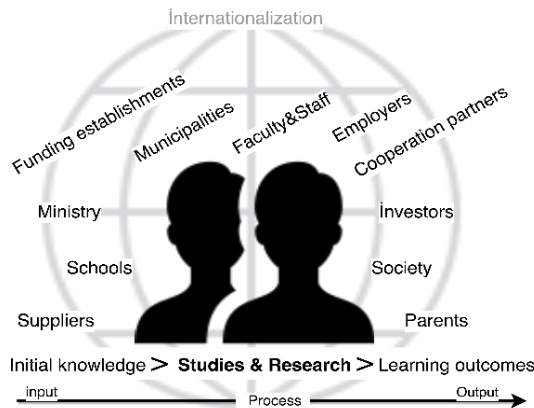 İnternationalization
Funding establishments
Municipalities
Faculty&Staff
Employers
Cooperation partners
Ministry
İnvestors
Schools
Society
Suppliers
Parents
Initial knowledge > Studies & Research > Learning outcomes
input
Process
Output